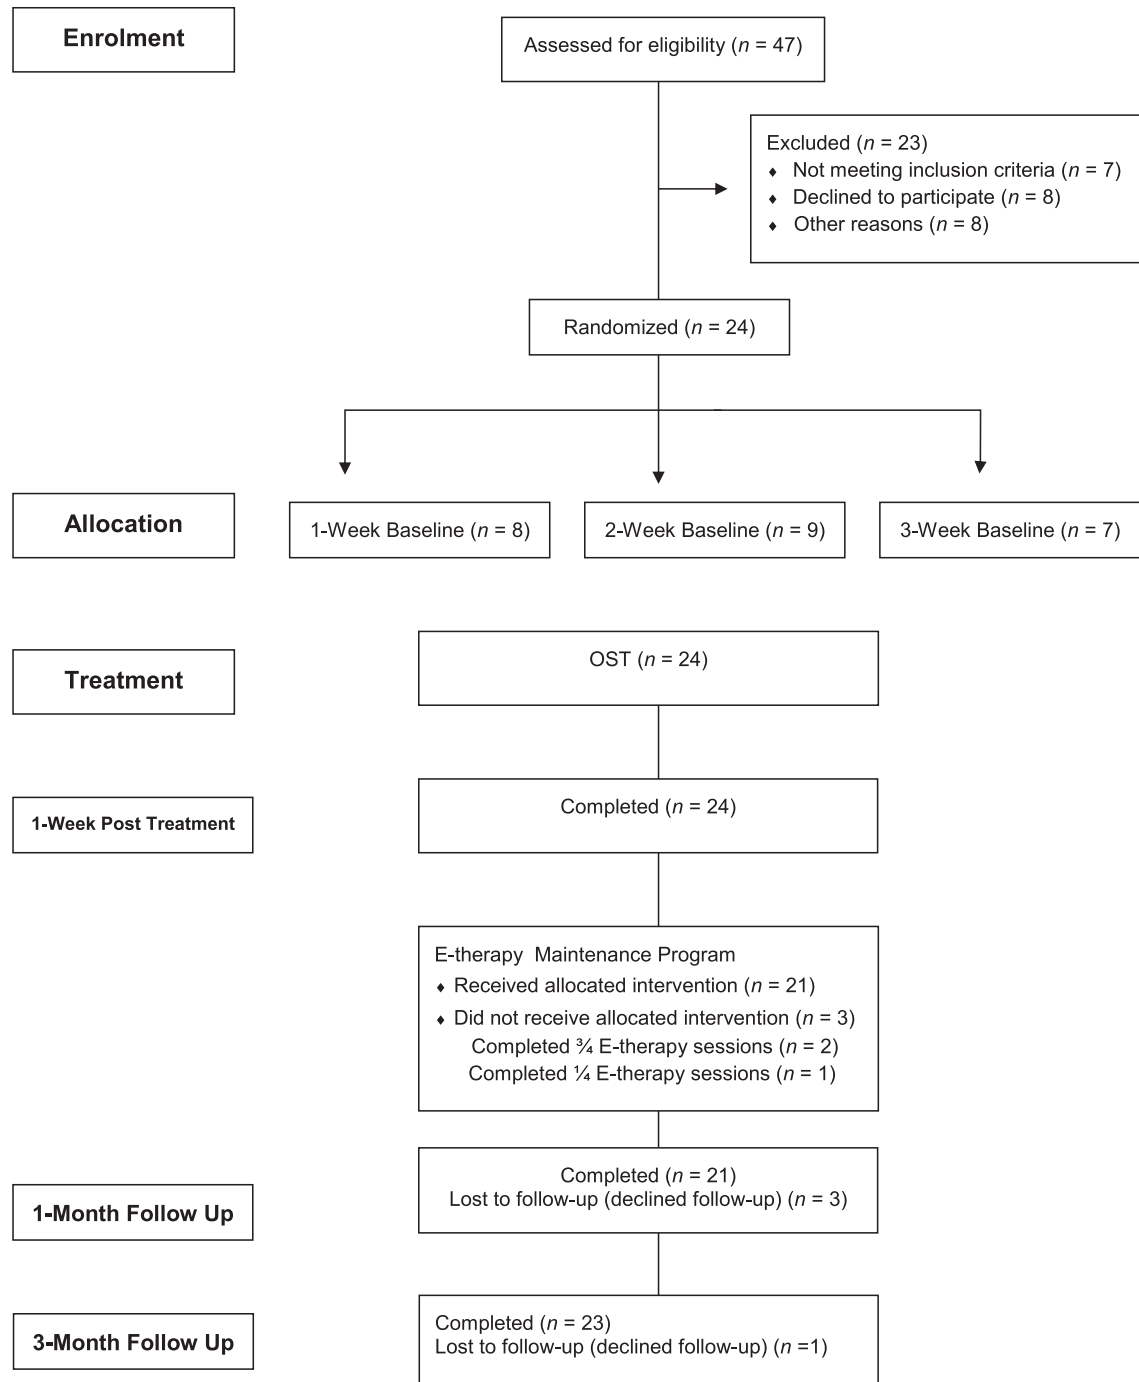 Enrolment
Assessed for eligibility (n = 47)
Excluded (n = 23)
♦ Not meeting inclusion criteria (n = 7)
♦ Declined to participate (n = 8)
♦ Other reasons (n = 8)
Randomized (n = 24)
Allocation
1-Week Baseline (n = 8)
2-Week Baseline (n = 9)
3-Week Baseline (n = 7)
Treatment
OST (n = 24)
1-Week Post Treatment
Completed (n = 24)
E-therapy Maintenance Program
♦ Received allocated intervention (n = 21)
♦ Did not receive allocated intervention (n = 3)
Completed ¾ E-therapy sessions (n = 2)
Completed ¼ E-therapy sessions (n = 1)
1-Month Follow Up
Completed (n = 21)
Lost to follow-up (declined follow-up) (n = 3)
3-Month Follow Up
Completed (n = 23)
Lost to follow-up (declined follow-up) (n =1)